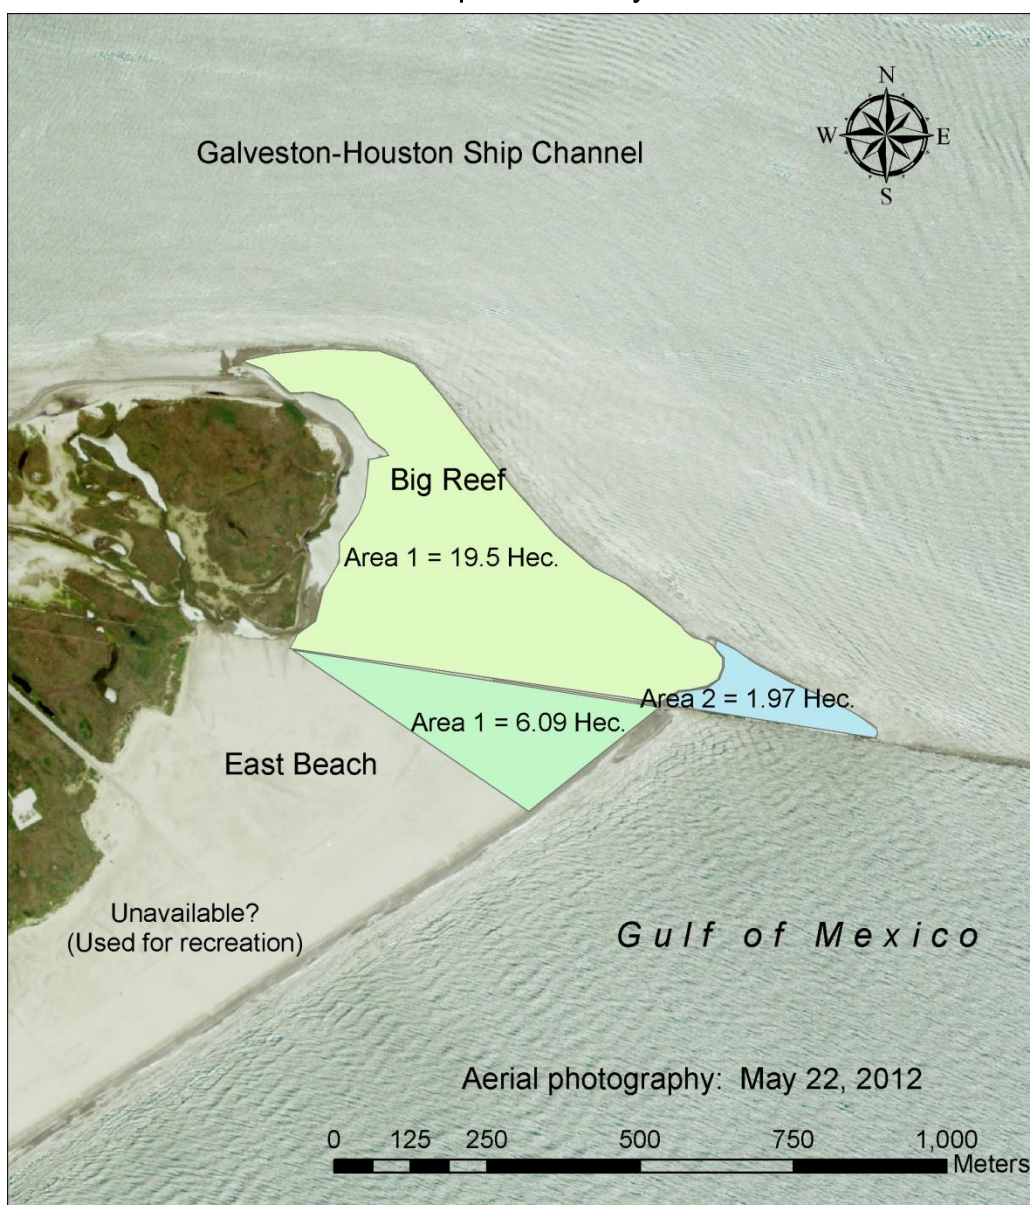 N
W E
S
Galveston-Houston Ship Channel
Big Reef
Area 1 = 19.5 Hec.
Area 2 = 1.97 Hec.
Area 1 = 6.09 Hec.
East Beach
Unavailable?
(Used for recreation)
Gulf of Mexico
Aerial photography: May 22, 2012
0 125 250 500 750 1,000
Meters